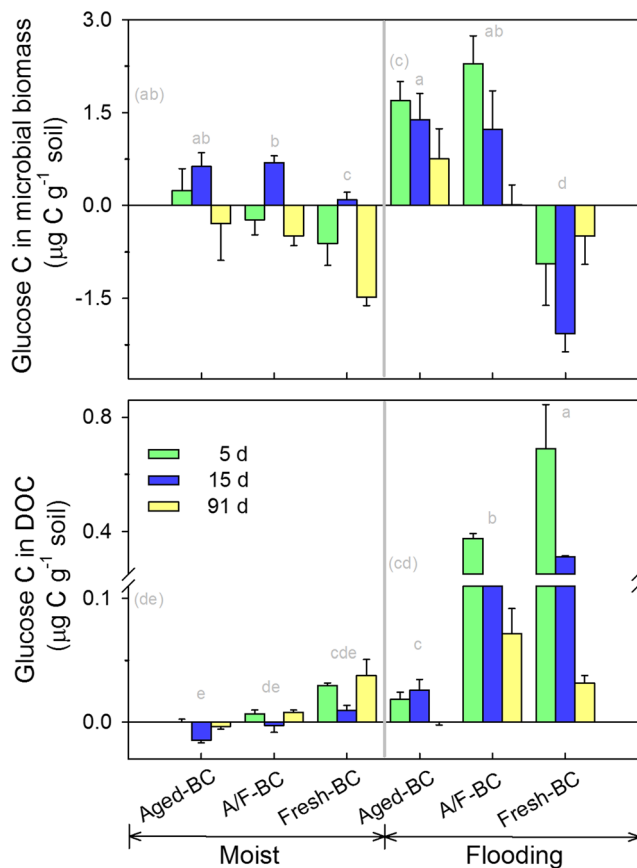 Glucose C in microbial biomass
(µg C g⁻¹ soil)
3.0
1.5
0.0
-1.5
(ab)
ab
b
c
(c)
a
ab
d
Glucose C in DOC
(µg C g⁻¹ soil)
0.8
0.4
0.1
0.0
5 d
15 d
91 d
(de)
e
de
cde
(cd)
c
b
a
Aged-BC
A/F-BC
Fresh-BC
Aged-BC
A/F-BC
Fresh-BC
Moist
Flooding